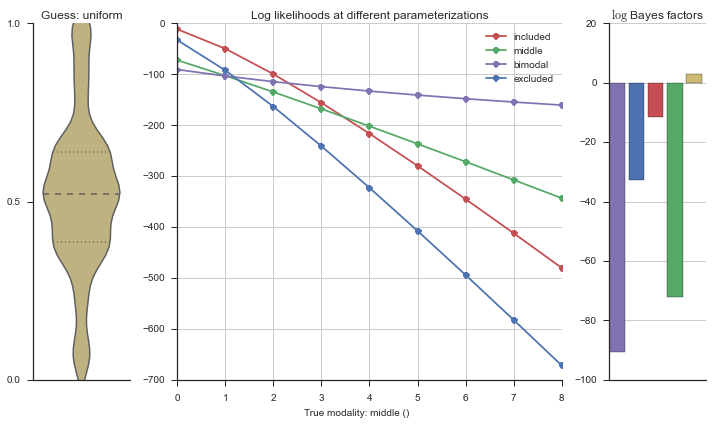 Guess: uniform
1.0
0.5
0.0
Log likelihoods at different parameterizations
0
−100
−200
−300
−400
−500
−600
−700
included
middle
bimodal
excluded
0 1 2 3 4 5 6 7 8
True modality: middle ()
log Bayes factors
20
0
−20
−40
−60
−80
−100